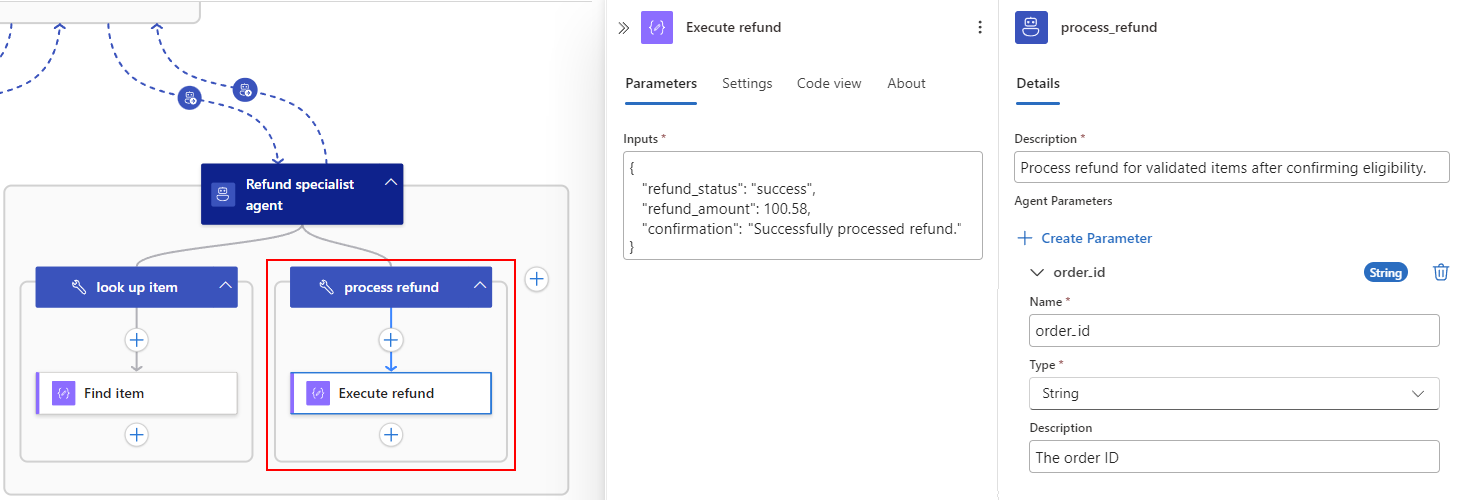 Refund specialist
agent
look up item
process refund
Find item
Execute refund
Execute refund
Parameters
Settings
Code view
About
Inputs *
{
"refund_status": "success",
"refund_amount": 100.58,
"confirmation": "Successfully processed refund."
}
process_refund
Details
Description *
Process refund for validated items after confirming eligibility.
Agent Parameters
Create Parameter
order_id
String
Name *
order_id
Type *
String
Description
The order ID